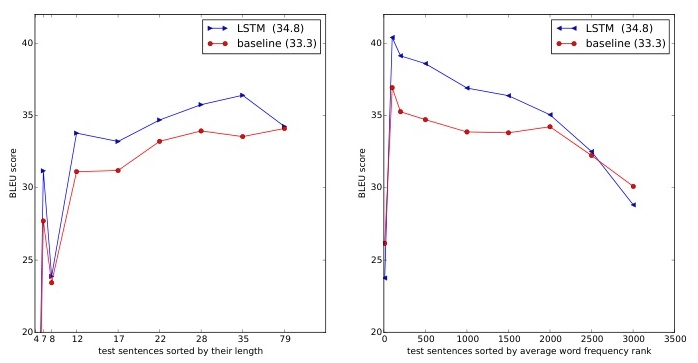 LSTM (34.8)
baseline (33.3)
BLEU score
40
35
30
25
20
4 7 8 12 17 22 28 35 79
test sentences sorted by their length
LSTM (34.8)
baseline (33.3)
BLEU score
40
35
30
25
20
0 500 1000 1500 2000 2500 3000 3500
test sentences sorted by average word frequency rank